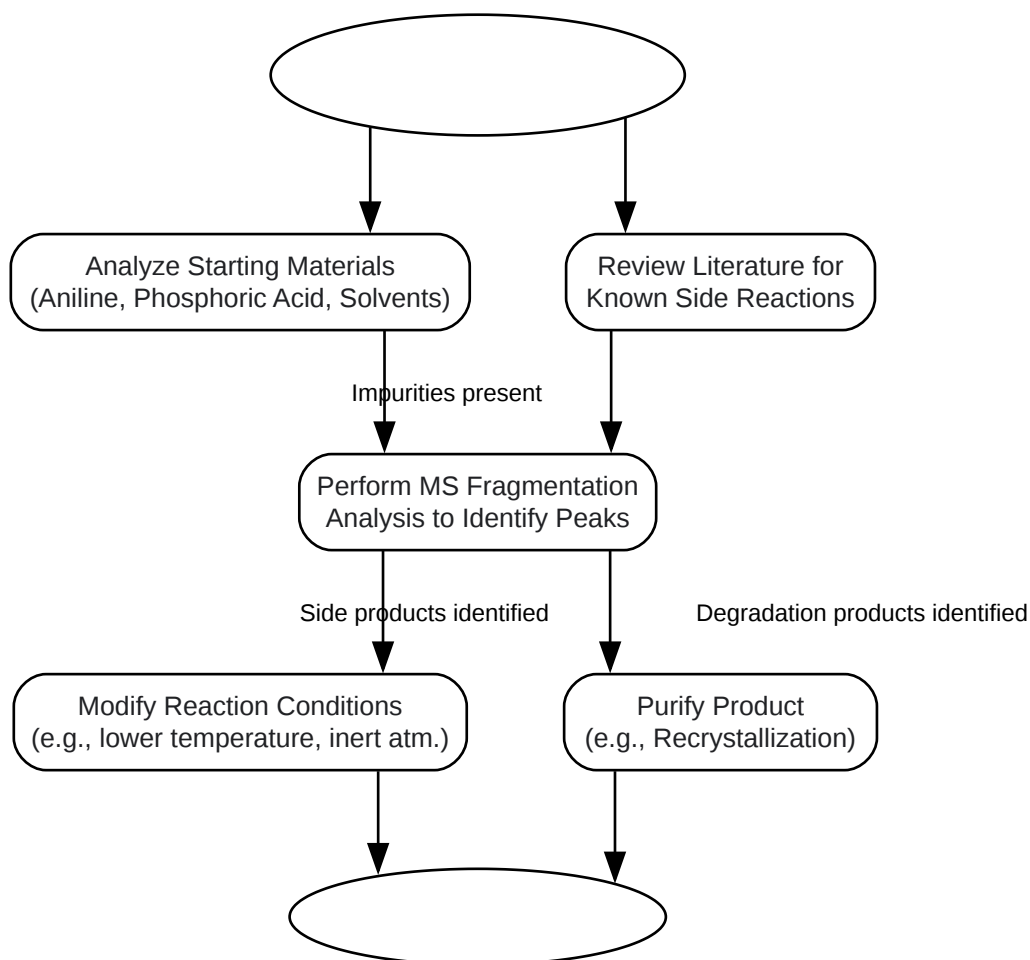 Analyze Starting Materials
(Aniline, Phosphoric Acid, Solvents)
Review Literature for
Known Side Reactions
Impurities present
Perform MS Fragmentation
Analysis to Identify Peaks
Side products identified
Degradation products identified
Modify Reaction Conditions
(e.g., lower temperature, inert atm.)
Purify Product
(e.g., Recrystallization)